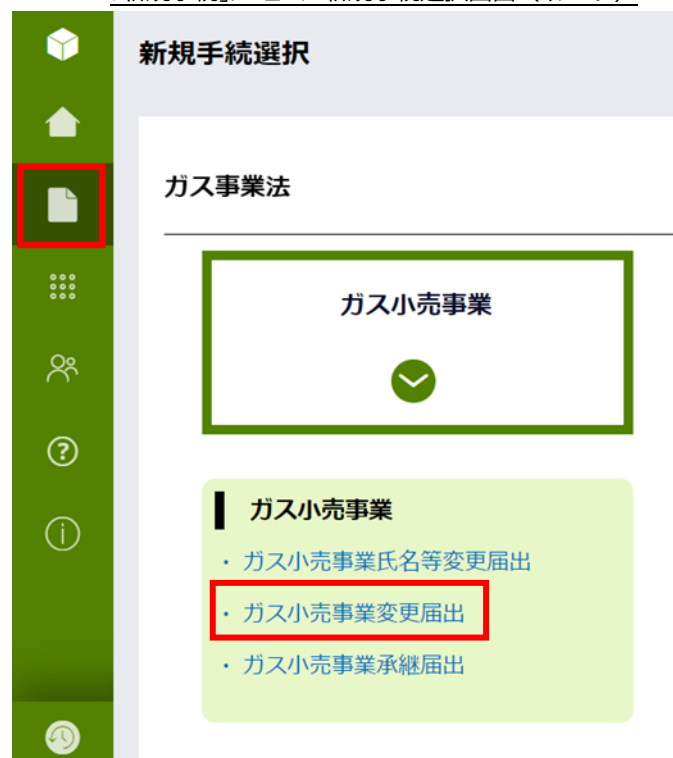 新規手続選択
ガス事業法
ガス小売事業
ガス小売事業
・ ガス小売事業氏名等変更届出
・ ガス小売事業変更届出
・ ガス小売事業承継届出